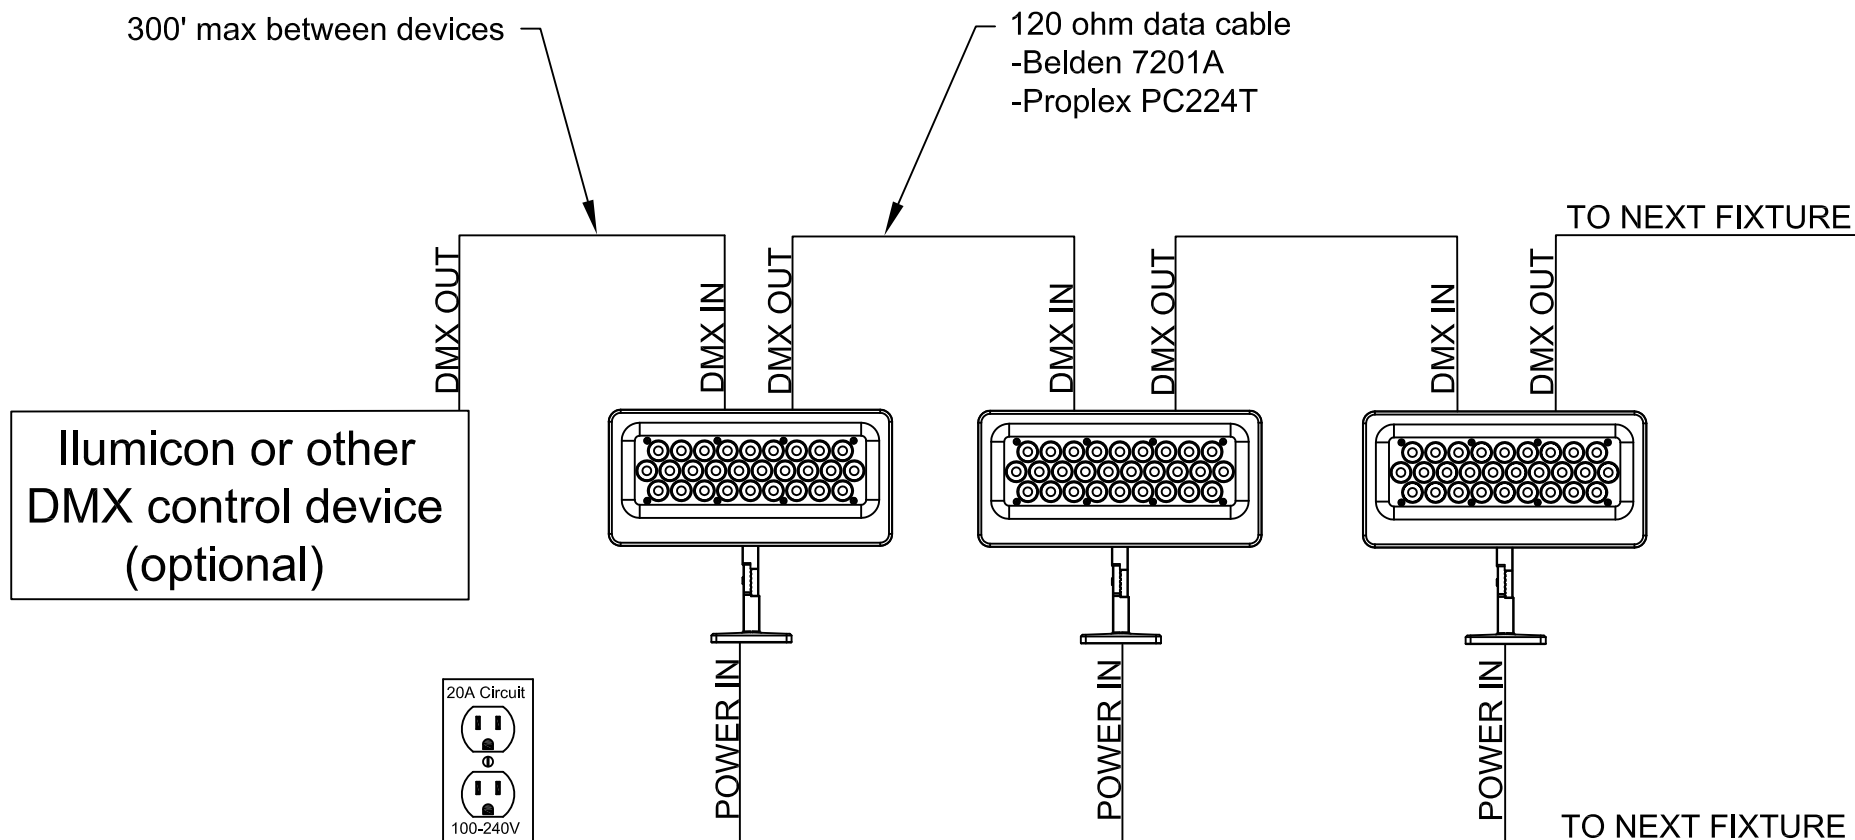 300' max between devices
120 ohm data cable
-Belden 7201A
-Proplex PC224T
TO NEXT FIXTURE
DMX OUT
DMX IN
DMX OUT
DMX IN
DMX OUT
DMX IN
DMX OUT
Ilumicon or other
DMX control device
(optional)
20A Circuit
100-240V
POWER IN
POWER IN
POWER IN
TO NEXT FIXTURE